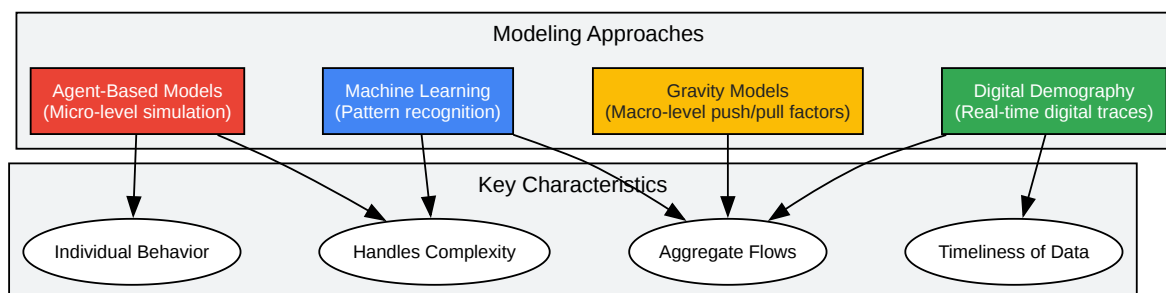 Modeling Approaches
Agent-Based Models
(Micro-level simulation)
Machine Learning
(Pattern recognition)
Gravity Models
(Macro-level push/pull factors)
Digital Demography
(Real-time digital traces)
Key Characteristics
Individual Behavior
Handles Complexity
Aggregate Flows
Timeliness of Data